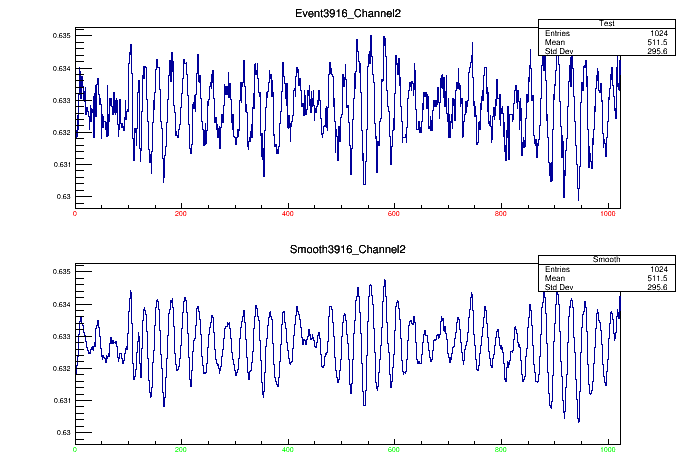 Event3916_Channel2
Test
Entries 1024
Mean 511.5
Std Dev 295.6
0.635
0.634
0.633
0.632
0.631
0.63
0 200 400 600 800 1000
Smooth3916_Channel2
Smooth
Entries 1024
Mean 511.5
Std Dev 295.6
0.635
0.634
0.633
0.632
0.631
0.63
0 200 400 600 800 1000